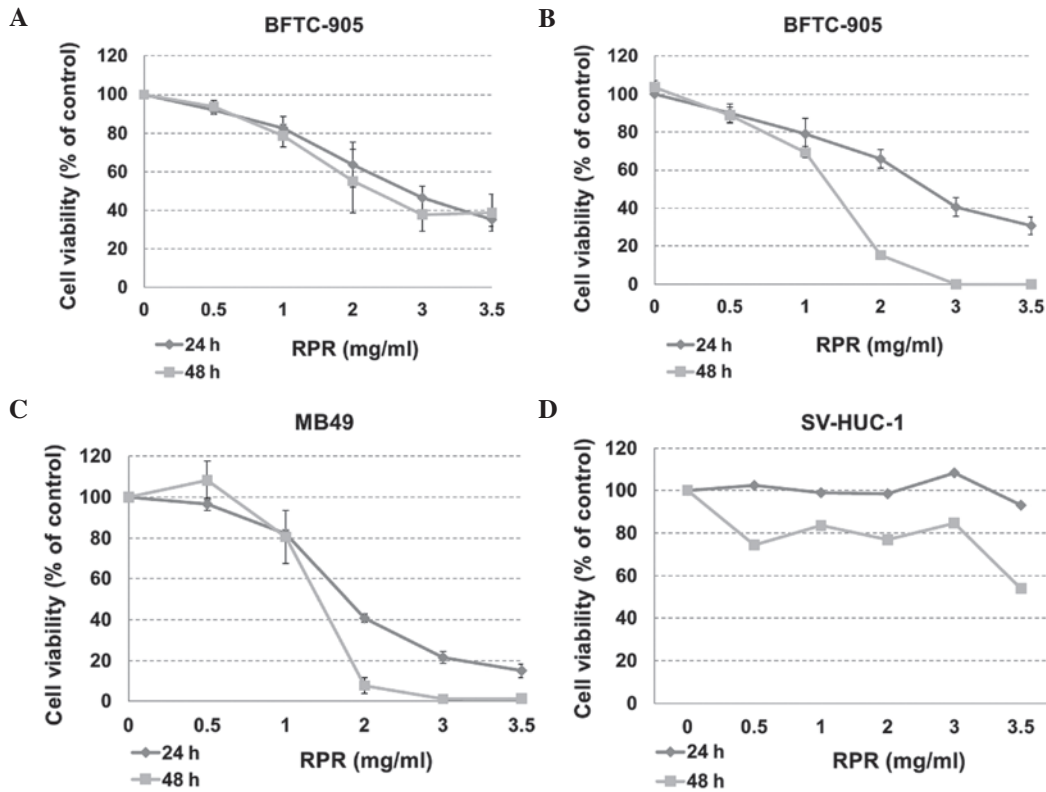 A
BFTC-905
Cell viability (% of control)
120
100
80
60
40
20
0
0 0.5 1 2 3 3.5
RPR (mg/ml)
24 h
48 h
B
BFTC-905
Cell viability (% of control)
120
100
80
60
40
20
0
0 0.5 1 2 3 3.5
RPR (mg/ml)
24 h
48 h
C
MB49
Cell viability (% of control)
120
100
80
60
40
20
0
0 0.5 1 2 3 3.5
RPR (mg/ml)
24 h
48 h
D
SV-HUC-1
Cell viability (% of control)
120
100
80
60
40
20
0
0 0.5 1 2 3 3.5
RPR (mg/ml)
24 h
48 h